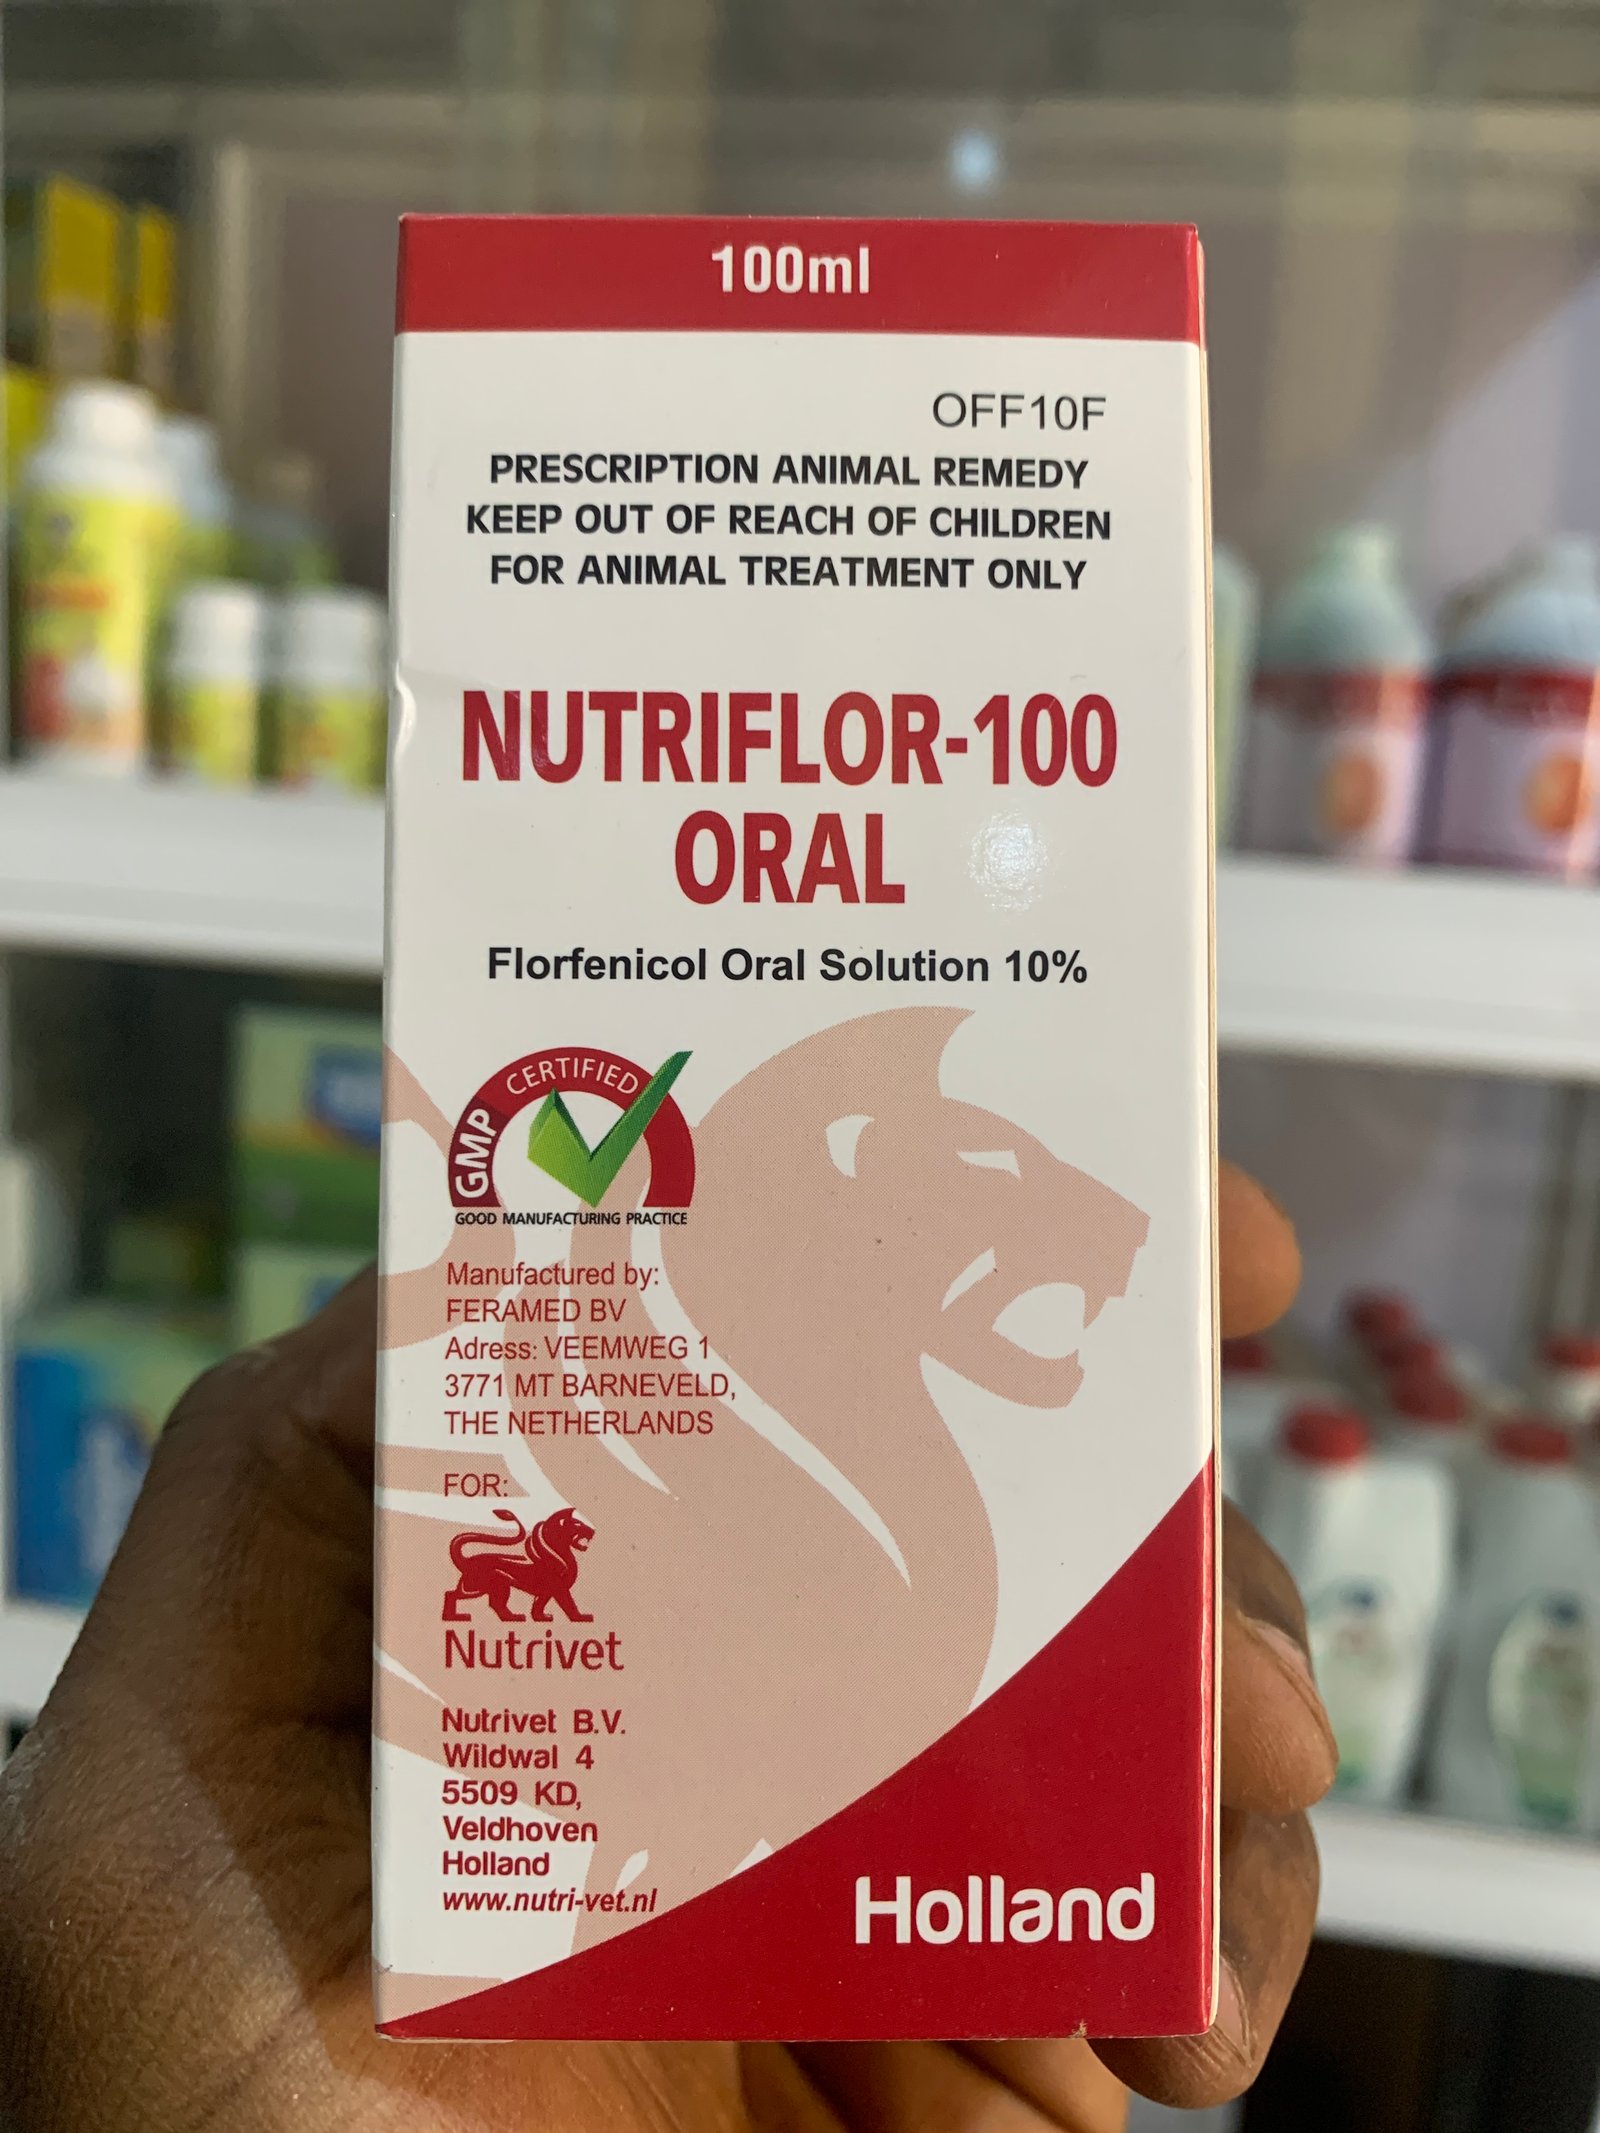 100ml
OFF10F
PRESCRIPTION ANIMAL REMEDY
KEEP OUT OF REACH OF CHILDREN
FOR ANIMAL TREATMENT ONLY
NUTRIFLOR-100
ORAL
Florfenicol Oral Solution 10%
GMP CERTIFIED
GOOD MANUFACTURING PRACTICE
Manufactured by:
FERAMED BV
Adress: VEEMWEG 1
3771 MT BARNEVELD,
THE NETHERLANDS
FOR:
Nutrivet
Nutrivet B.V.
Wildwal 4
5509 KD,
Veldhoven
Holland
www.nutri-vet.nl
Holland